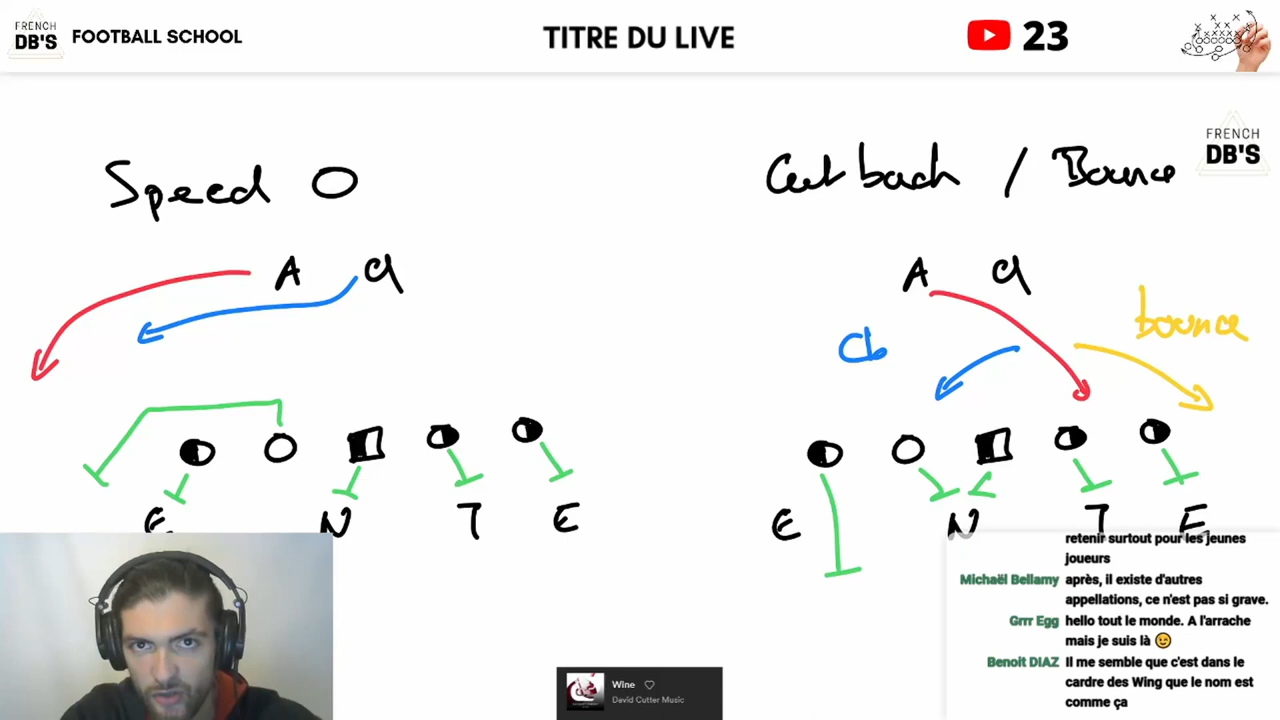 FRENCH
DB'S
FOOTBALL SCHOOL
TITRE DU LIVE
23
FRENCH
DB'S
Speed O
Cutback / Bounce
A Q
A Q
bounce
Cb
E N T E
E N T E
retenir surtout pour les jeunes
joueurs
Michaël Bellamy après, il existe d'autres
appellations, ce n'est pas si grave.
Grrr Egg hello tout le monde. A l'arrache
mais je suis là 😉
Benoit DIAZ Il me semble que c'est dans le
cardre des Wing que le nom est
comme ça
Wine
David Cutter Music